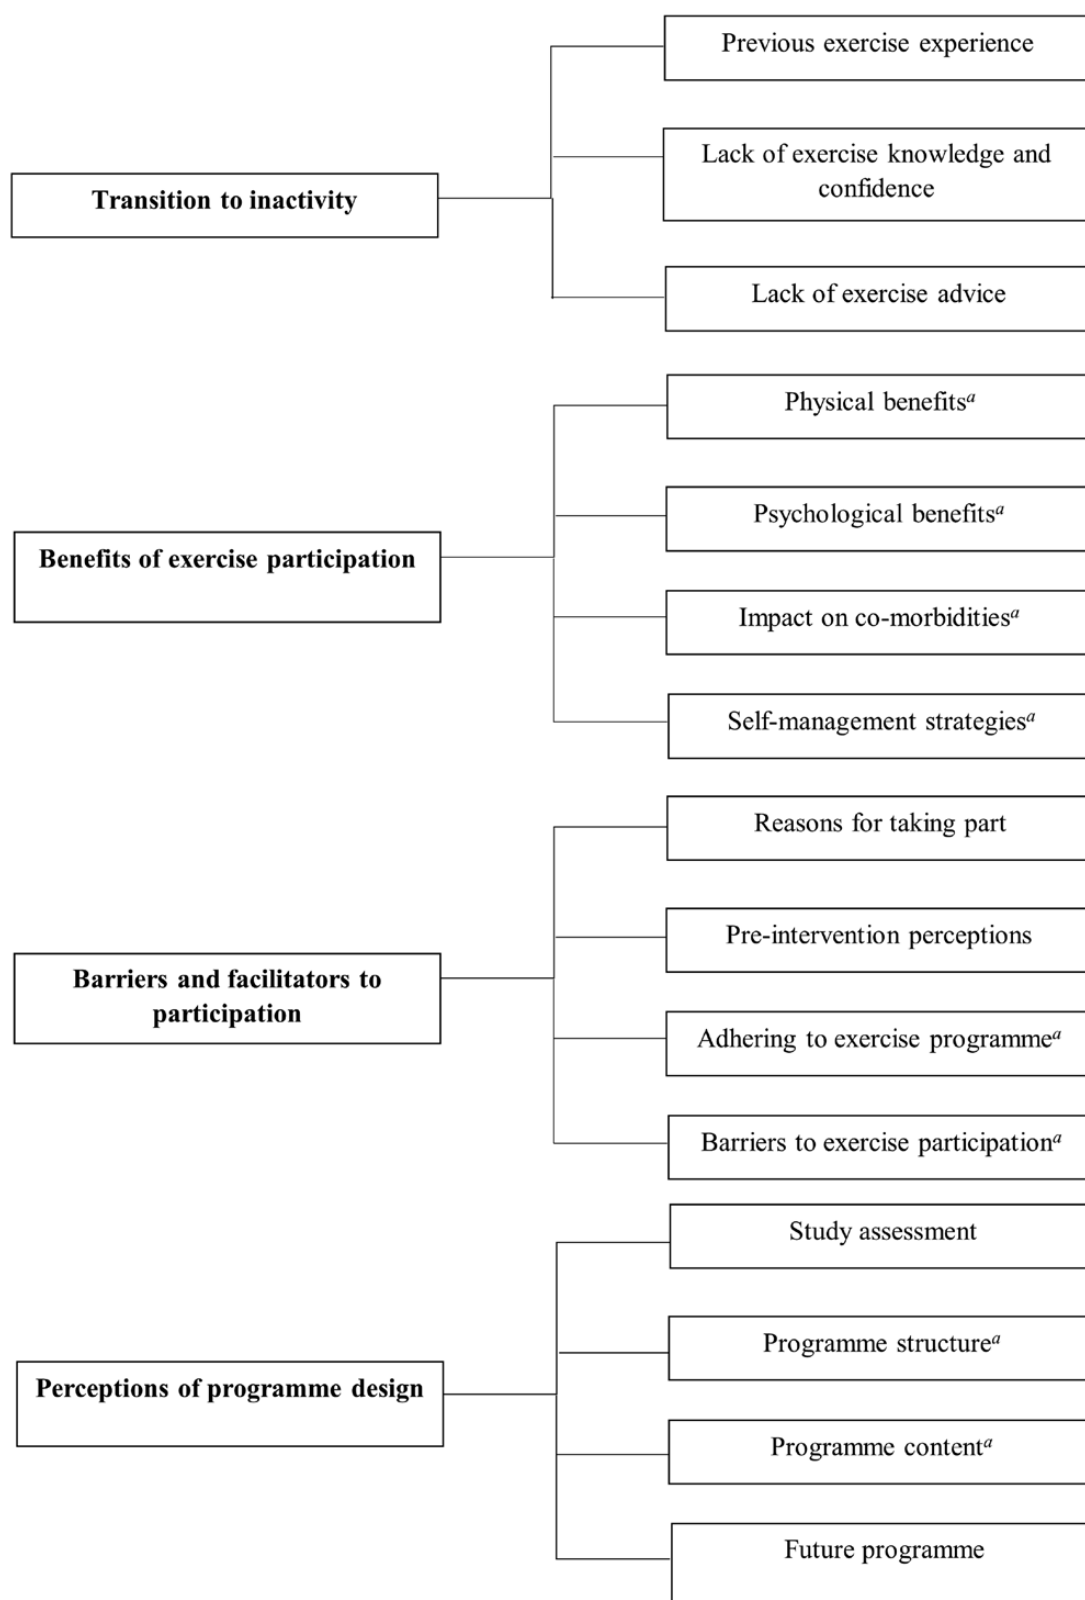 Transition to inactivity
Previous exercise experience
Lack of exercise knowledge and
confidence
Lack of exercise advice
Benefits of exercise participation
Physical benefitsᵃ
Psychological benefitsᵃ
Impact on co-morbiditiesᵃ
Self-management strategiesᵃ
Barriers and facilitators to
participation
Reasons for taking part
Pre-intervention perceptions
Adhering to exercise programmeᵃ
Barriers to exercise participationᵃ
Perceptions of programme design
Study assessment
Programme structureᵃ
Programme contentᵃ
Future programme